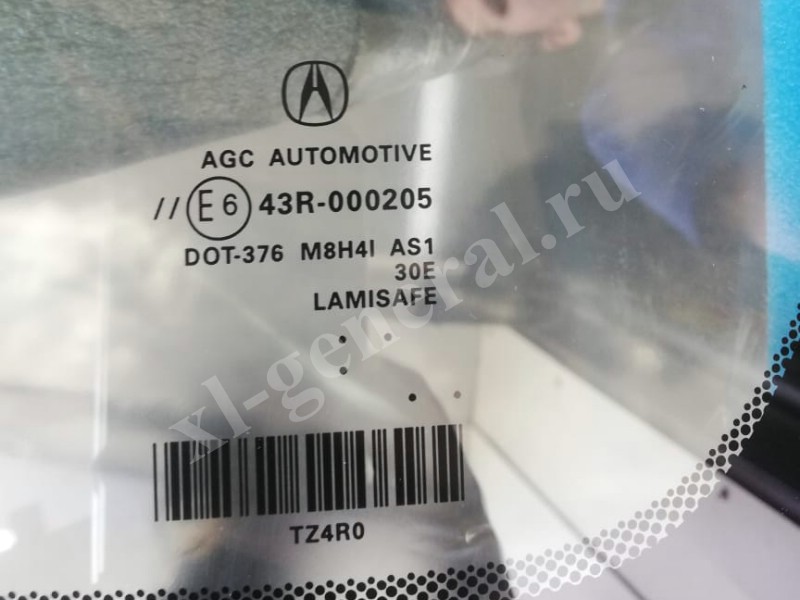 AGC AUTOMOTIVE
// E6 43R-000205
DOT-376 M8H4I AS1
30E
LAMISAFE
xl-general.ru
TZ4R0